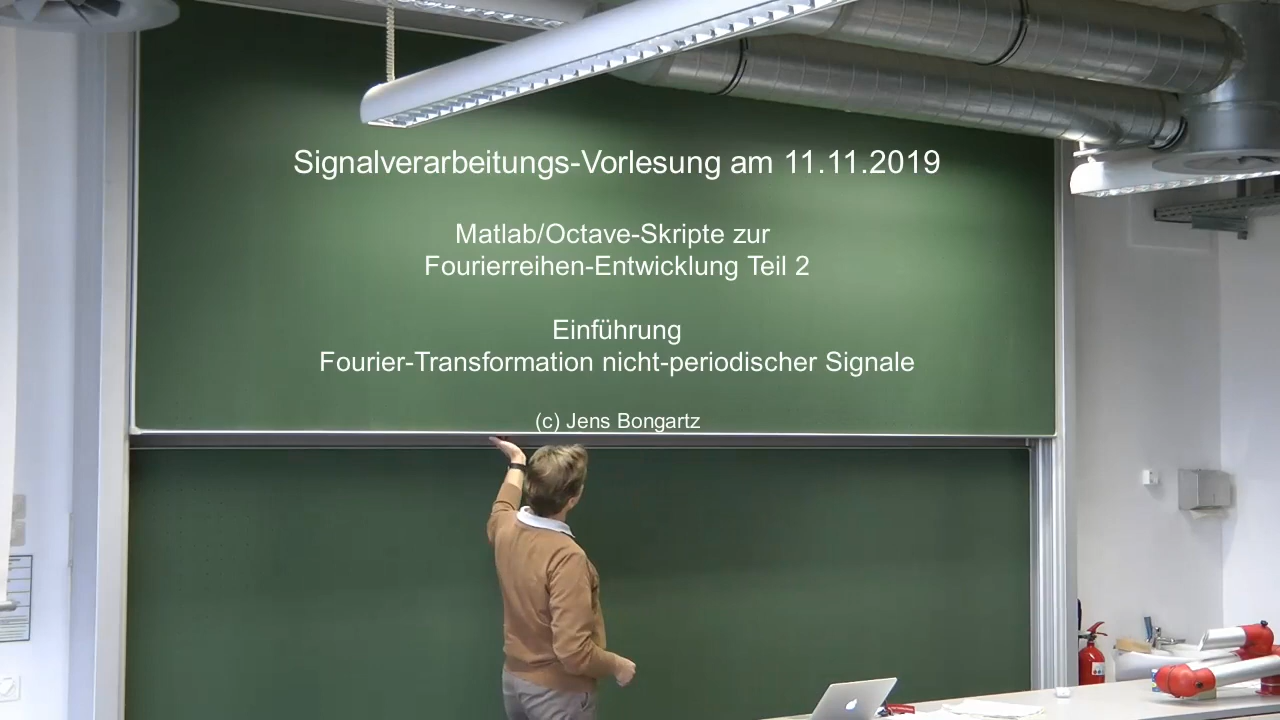 Signalverarbeitungs-Vorlesung am 11.11.2019
Matlab/Octave-Skripte zur
Fourierreihen-Entwicklung Teil 2
Einführung
Fourier-Transformation nicht-periodischer Signale
(c) Jens Bongartz